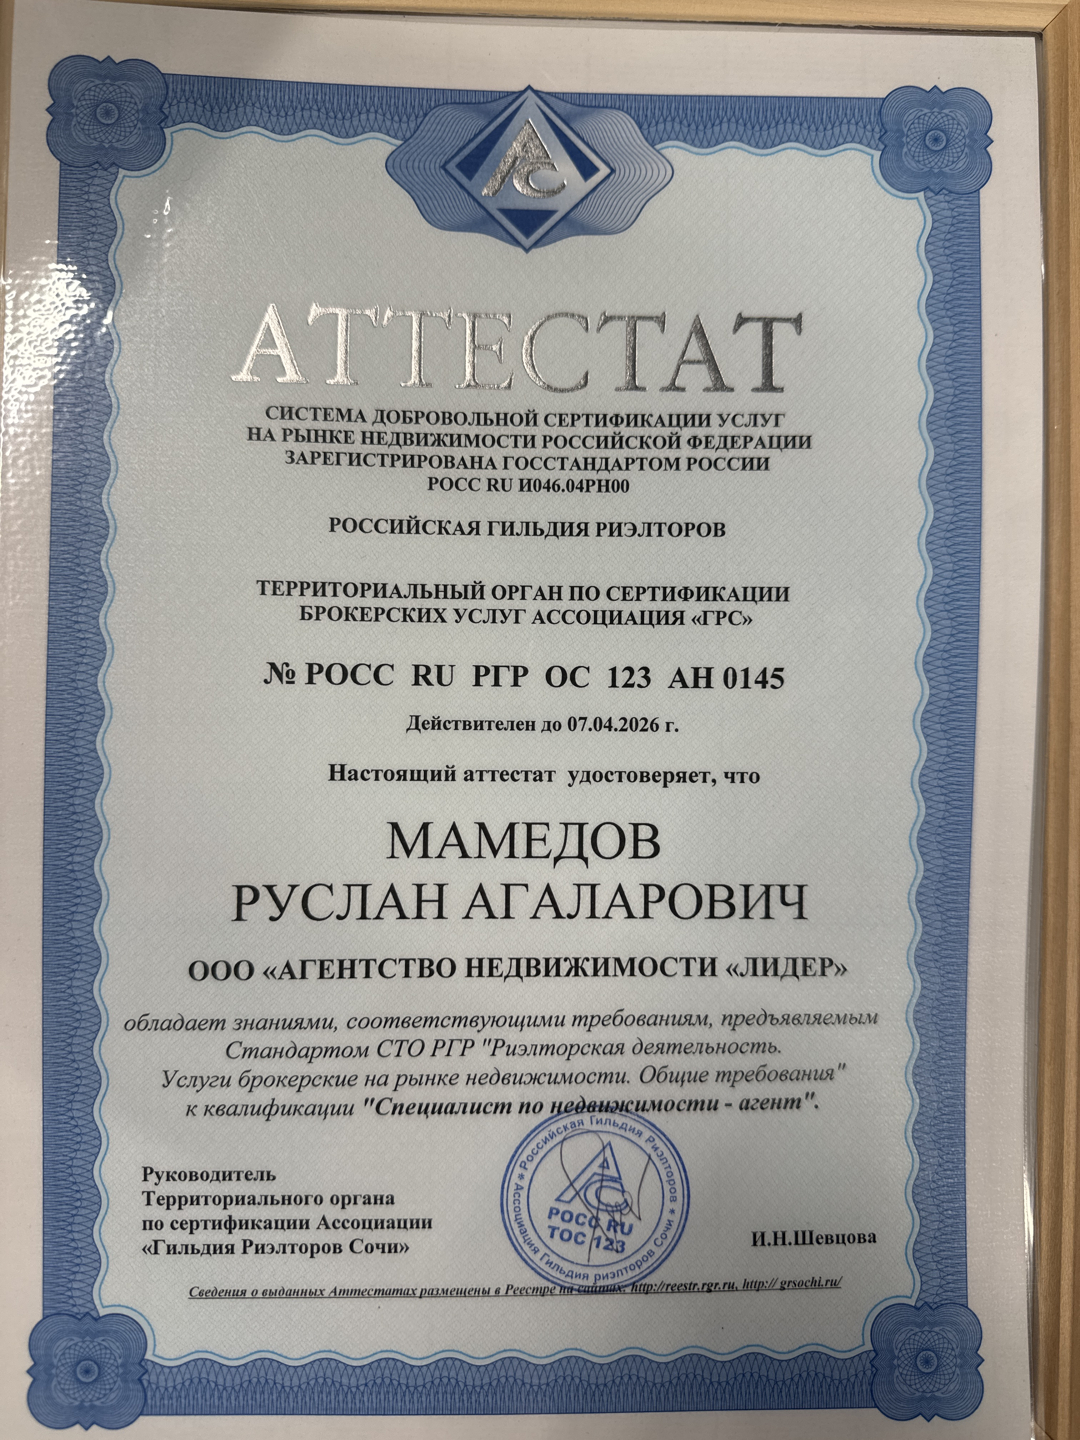 АС
АТТЕСТАТ
СИСТЕМА ДОБРОВОЛЬНОЙ СЕРТИФИКАЦИИ УСЛУГ
НА РЫНКЕ НЕДВИЖИМОСТИ РОССИЙСКОЙ ФЕДЕРАЦИИ
ЗАРЕГИСТРИРОВАНА ГОССТАНДАРТОМ РОССИИ
РОСС RU И046.04РН00
РОССИЙСКАЯ ГИЛЬДИЯ РИЭЛТОРОВ
ТЕРРИТОРИАЛЬНЫЙ ОРГАН ПО СЕРТИФИКАЦИИ
БРОКЕРСКИХ УСЛУГ АССОЦИАЦИЯ «ГРС»
№ РОСС RU РГР ОС 123 АН 0145
Действителен до 07.04.2026 г.
Настоящий аттестат удостоверяет, что
МАМЕДОВ
РУСЛАН АГАЛАРОВИЧ
ООО «АГЕНТСТВО НЕДВИЖИМОСТИ «ЛИДЕР»
обладает знаниями, соответствующими требованиям, предъявляемым
Стандартом СТО РГР "Риэлторская деятельность.
Услуги брокерские на рынке недвижимости. Общие требования"
к квалификации "Специалист по недвижимости - агент".
Руководитель
Территориального органа
по сертификации Ассоциации
«Гильдия Риэлторов Сочи»
Российская Гильдия Риэлторов
Ассоциация Гильдия риэлторов Сочи
АС
РОСС RU
ТОС 123
И.Н.Шевцова
Сведения о выданных Аттестатах размещены в Реестре на сайтах: http://reestr.rgr.ru, http:// grsochi.ru/